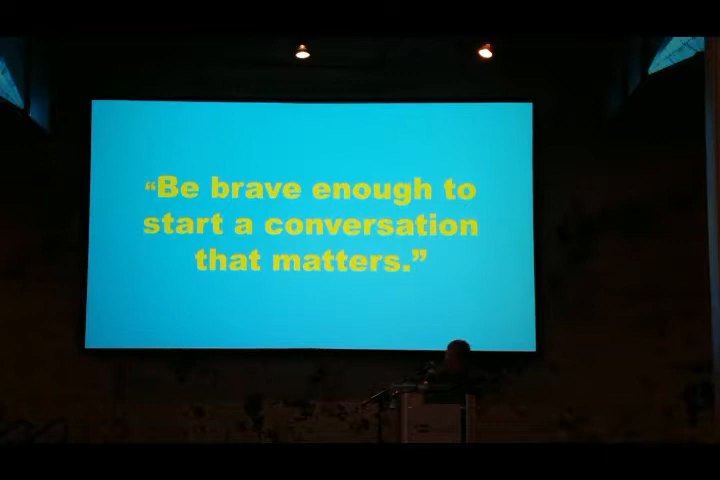 “Be brave enough to
start a conversation
that matters.”